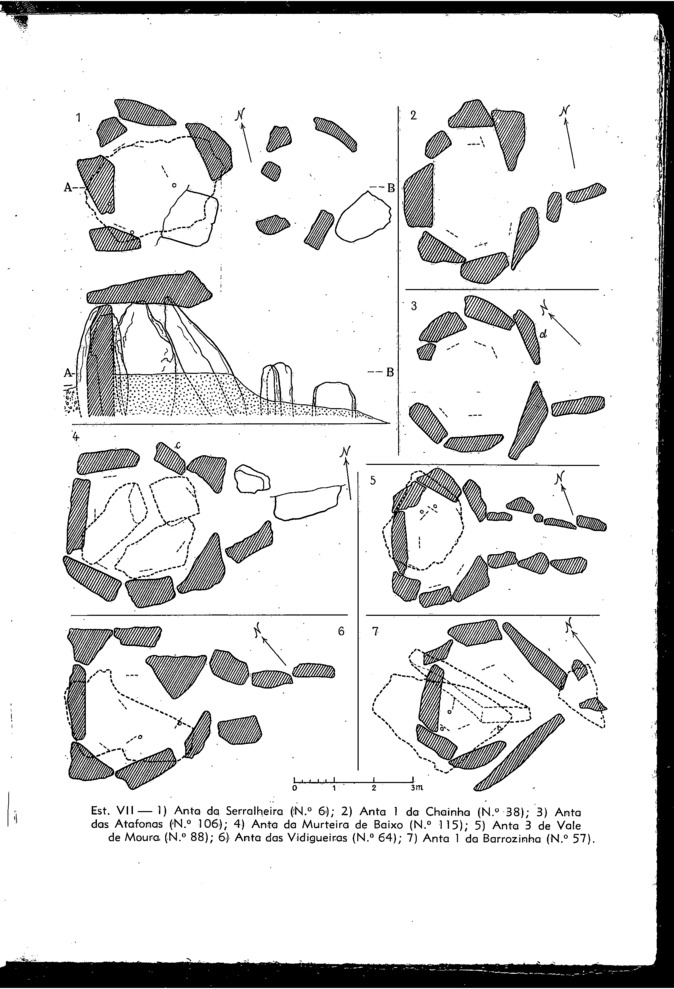 1
N
2
N
A
B
3
N
d
A
B
4
c
N
5
N
N
6
7
N
0 1 2 3m
Est. VII — 1) Anta da Serralheira (N.º 6); 2) Anta 1 da Chainha (N.º 38); 3) Anta
das Atafonas (N.º 106); 4) Anta da Murteira de Baixo (N.º 115); 5) Anta 3 de Vale
de Moura (N.º 88); 6) Anta das Vidigueiras (N.º 64); 7) Anta 1 da Barrozinha (N.º 57).